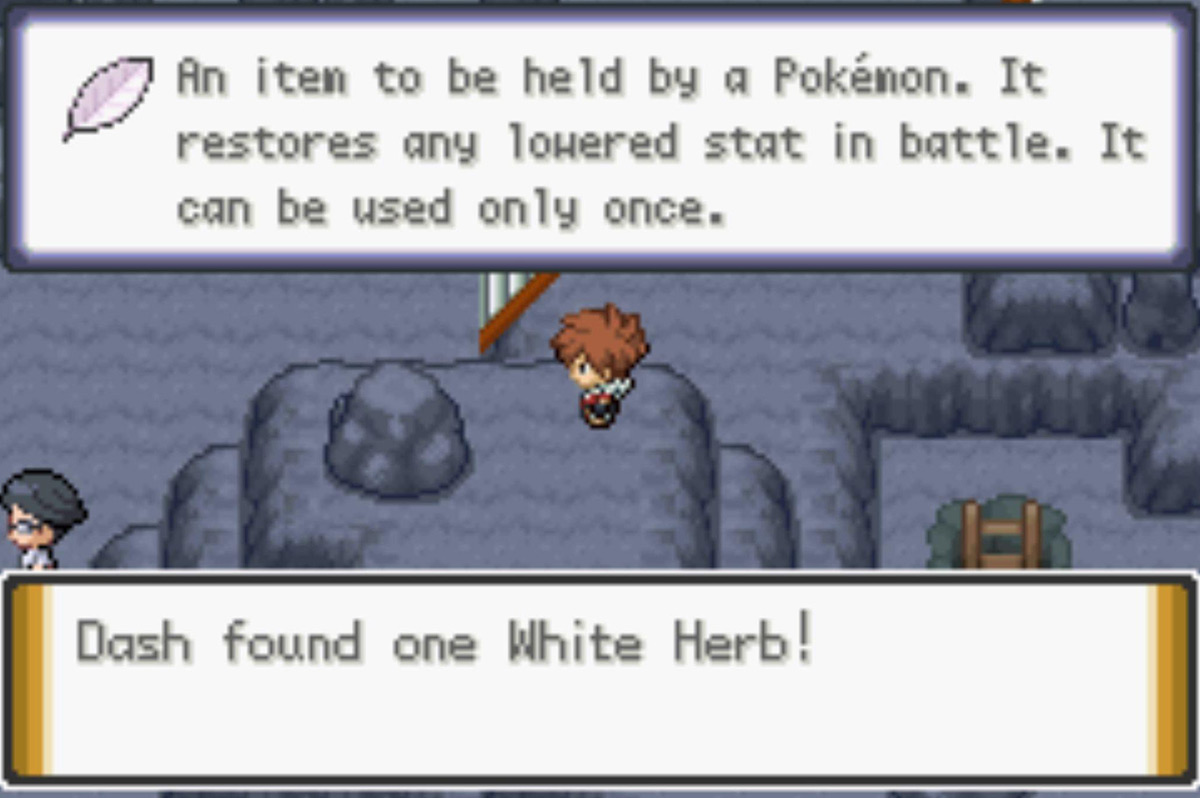 An item to be held by a Pokémon. It
restores any lowered stat in battle. It
can be used only once.
Dash found one White Herb!